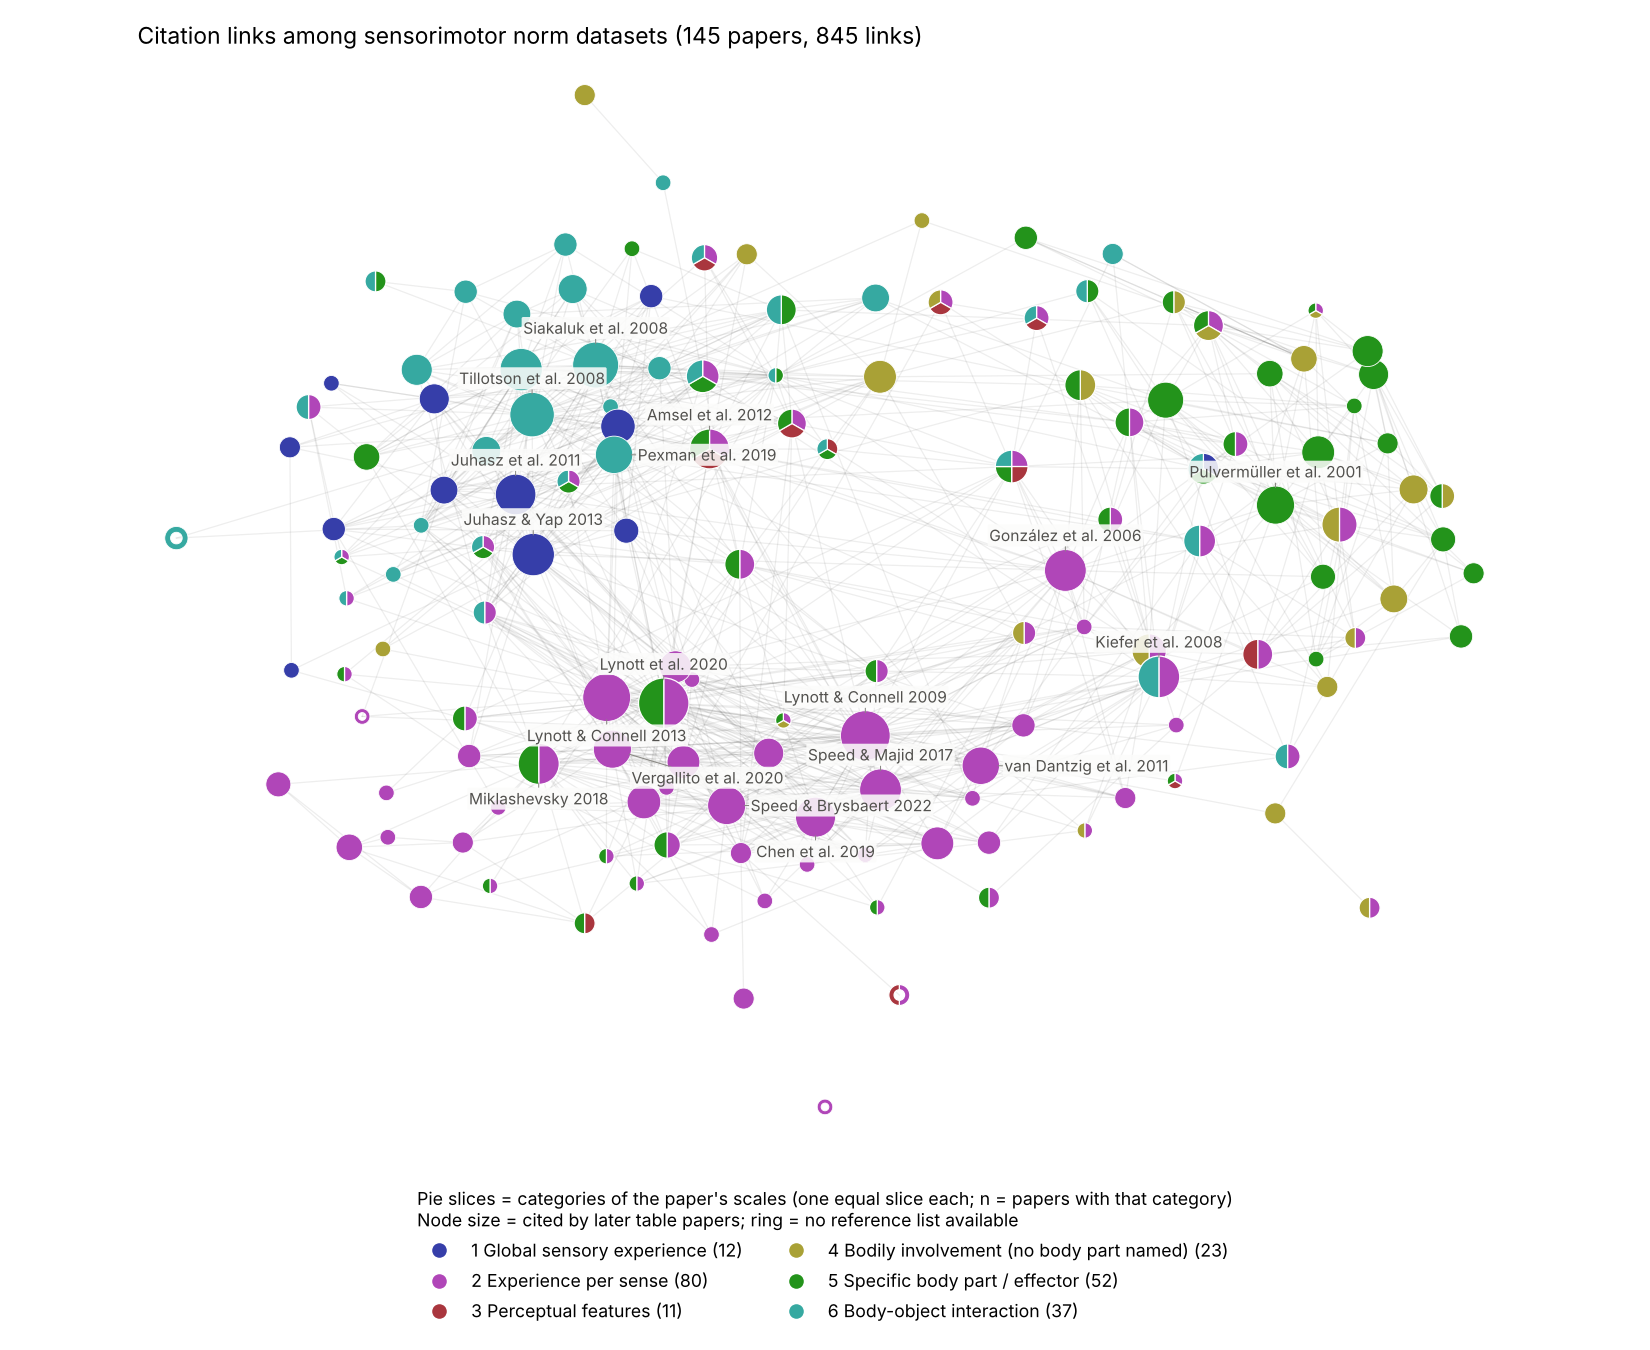 Citation links among sensorimotor norm datasets (145 papers, 845 links)
Siakaluk et al. 2008
Tillotson et al. 2008
Amsel et al. 2012
Pexman et al. 2019
Juhasz et al. 2011
Pulvermüller et al. 2001
Juhasz & Yap 2013
González et al. 2006
Kiefer et al. 2008
Lynott et al. 2020
Lynott & Connell 2009
Lynott & Connell 2013
Speed & Majid 2017
van Dantzig et al. 2011
Vergallito et al. 2020
Miklashevsky 2018
Speed & Brysbaert 2022
Chen et al. 2019
Pie slices = categories of the paper's scales (one equal slice each; n = papers with that category)
Node size = cited by later table papers; ring = no reference list available
1 Global sensory experience (12)
2 Experience per sense (80)
3 Perceptual features (11)
4 Bodily involvement (no body part named) (23)
5 Specific body part / effector (52)
6 Body-object interaction (37)